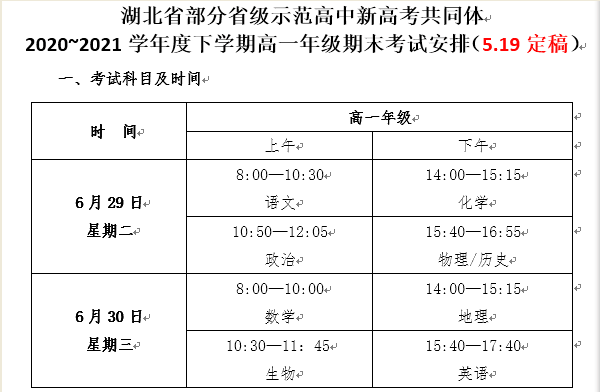 湖北省部分省级示范高中新高考共同体
2020~2021 学年度下学期高一年级期末考试安排(5.19 定稿)
一、考试科目及时间
时 间
高一年级
上午
下午
6 月 29 日
星期二
8:00—10:30
语文
14:00—15:15
化学
10:50—12:05
政治
15:40—16:55
物理/历史
6 月 30 日
星期三
8:00—10:00
数学
14:00—15:15
地理
10:30—11: 45
生物
15:40—17:40
英语